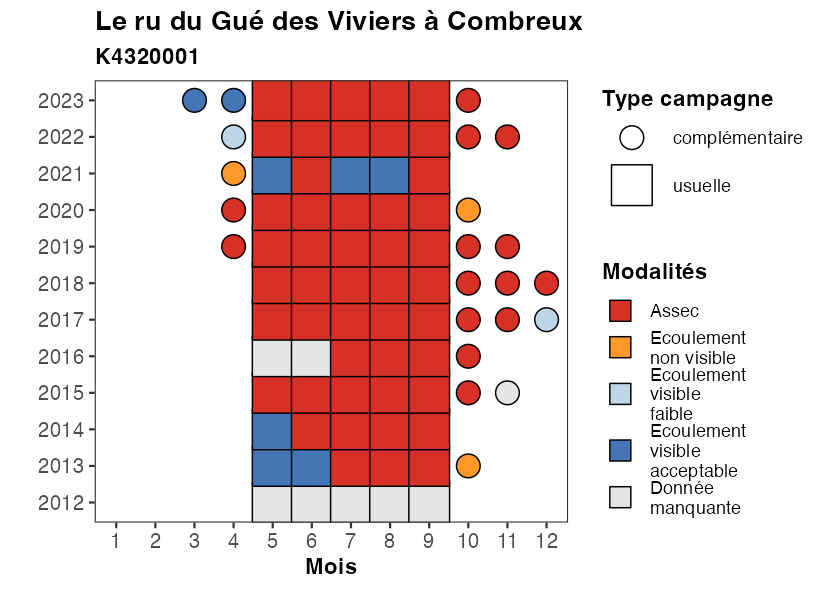 Le ru du Gué des Viviers à Combreux
K4320001
2023
2022
2021
2020
2019
2018
2017
2016
2015
2014
2013
2012
1 2 3 4 5 6 7 8 9 10 11 12
Mois
Type campagne
complémentaire
usuelle
Modalités
Assec
Ecoulement
non visible
Ecoulement
visible
faible
Ecoulement
visible
acceptable
Donnée
manquante